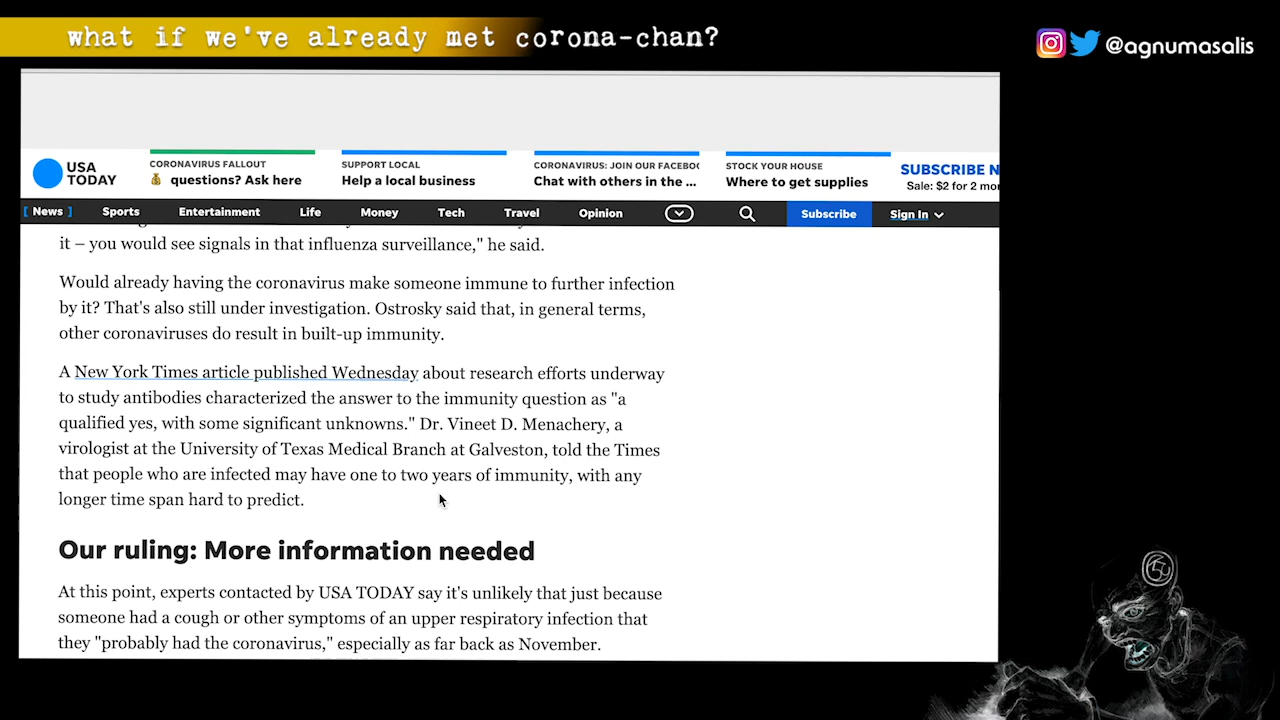 what if we've already met corona-chan?
@agnumasalis
USA TODAY
CORONAVIRUS FALLOUT
questions? Ask here
SUPPORT LOCAL
Help a local business
CORONAVIRUS: JOIN OUR FACEBO
Chat with others in the ...
STOCK YOUR HOUSE
Where to get supplies
SUBSCRIBE N
Sale: $2 for 2 mo
[ News ] Sports Entertainment Life Money Tech Travel Opinion Subscribe Sign In
it – you would see signals in that influenza surveillance," he said.
Would already having the coronavirus make someone immune to further infection
by it? That's also still under investigation. Ostrosky said that, in general terms,
other coronaviruses do result in built-up immunity.
A New York Times article published Wednesday about research efforts underway
to study antibodies characterized the answer to the immunity question as "a
qualified yes, with some significant unknowns." Dr. Vineet D. Menachery, a
virologist at the University of Texas Medical Branch at Galveston, told the Times
that people who are infected may have one to two years of immunity, with any
longer time span hard to predict.
Our ruling: More information needed
At this point, experts contacted by USA TODAY say it's unlikely that just because
someone had a cough or other symptoms of an upper respiratory infection that
they "probably had the coronavirus," especially as far back as November.